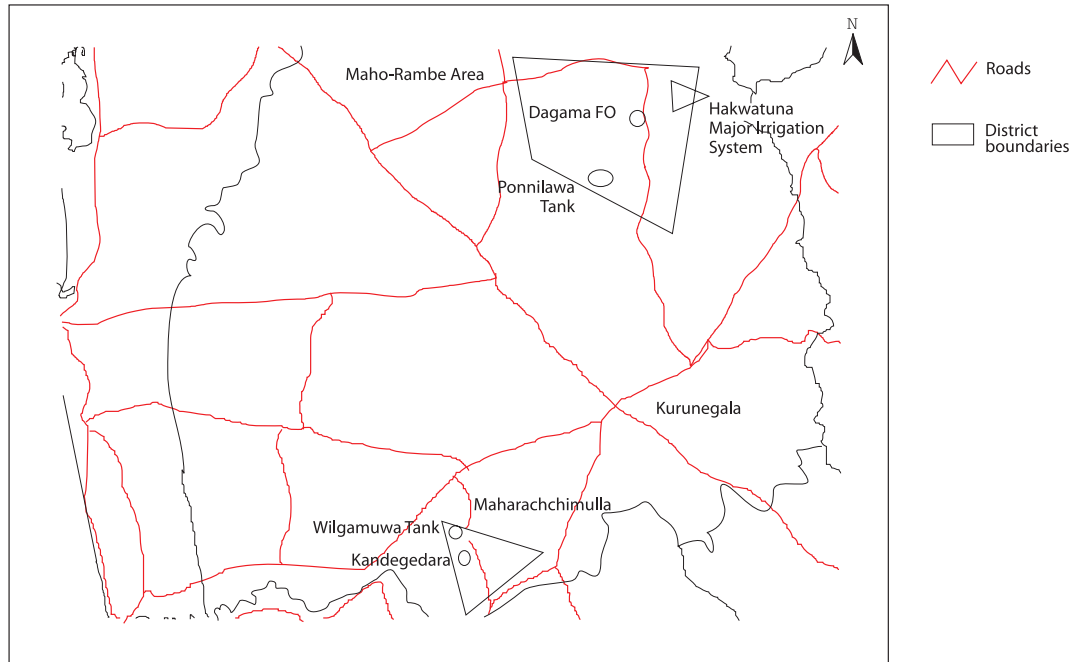 N
Maho-Rambe Area
Dagama FO
Hakwatuna
Major Irrigation
System
Ponnilawa
Tank
Kurunegala
Maharachchimulla
Wilgamuwa Tank
Kandegedara
Roads
District
boundaries